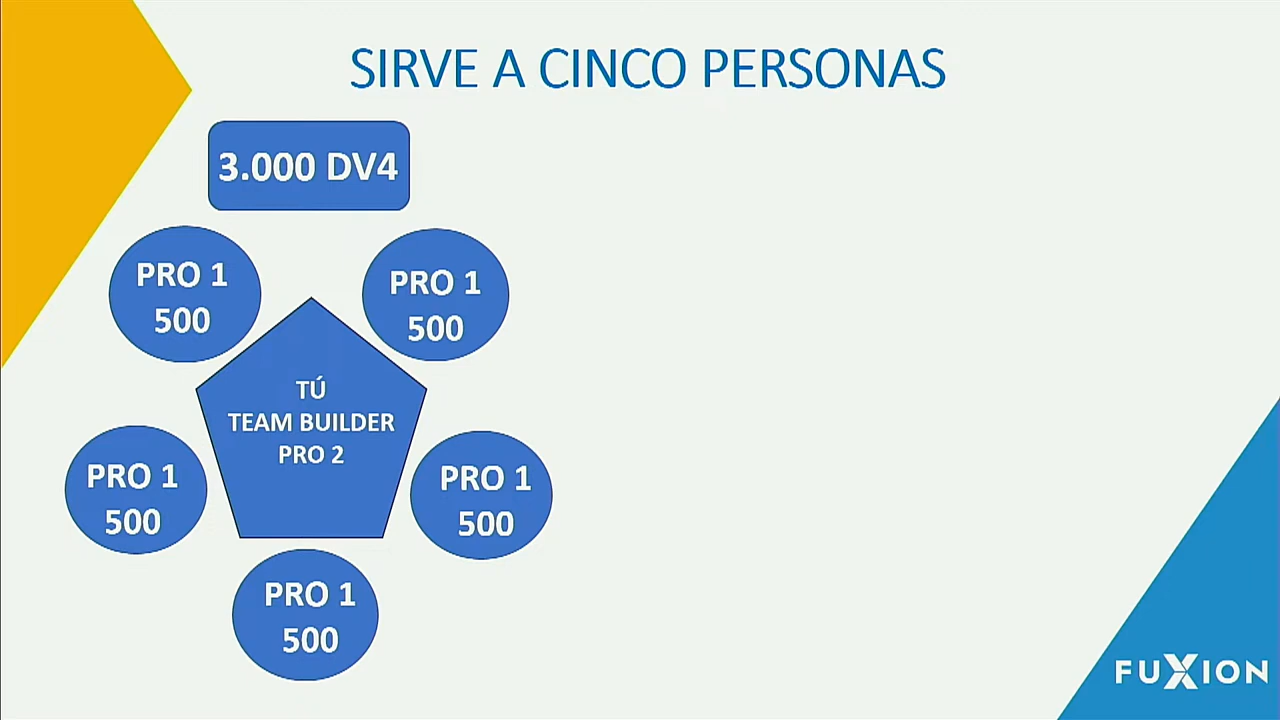 SIRVE A CINCO PERSONAS
3.000 DV4
PRO 1
500
PRO 1
500
TÚ
TEAM BUILDER
PRO 2
PRO 1
500
PRO 1
500
PRO 1
500
FUXION